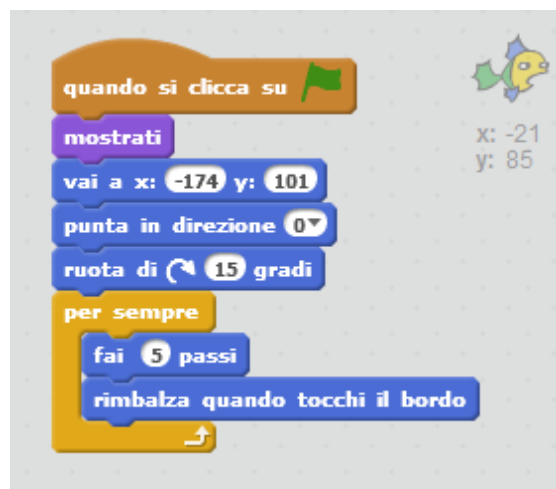 quando si clicca su
mostrati
x: -21
vai a x: -174 y: 101
y: 85
punta in direzione 0
ruota di 15 gradi
per sempre
fai 5 passi
rimbalza quando tocchi il bordo